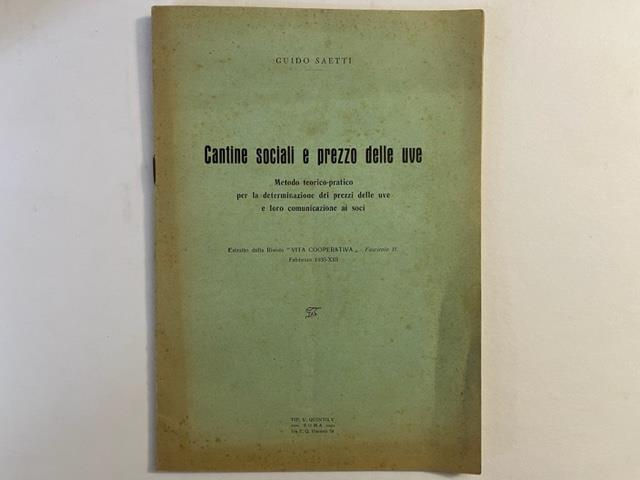 GUIDO SAETTI
Cantine sociali e prezzo delle uve
Metodo teorico-pratico
per la determinazione dei prezzi delle uve
e loro comunicazione ai soci
Estratto dalla Rivista "VITA COOPERATIVA„ - Fascicolo II.
Febbraio 1935-XIII
TIP. V. QUINTILY
ROMA